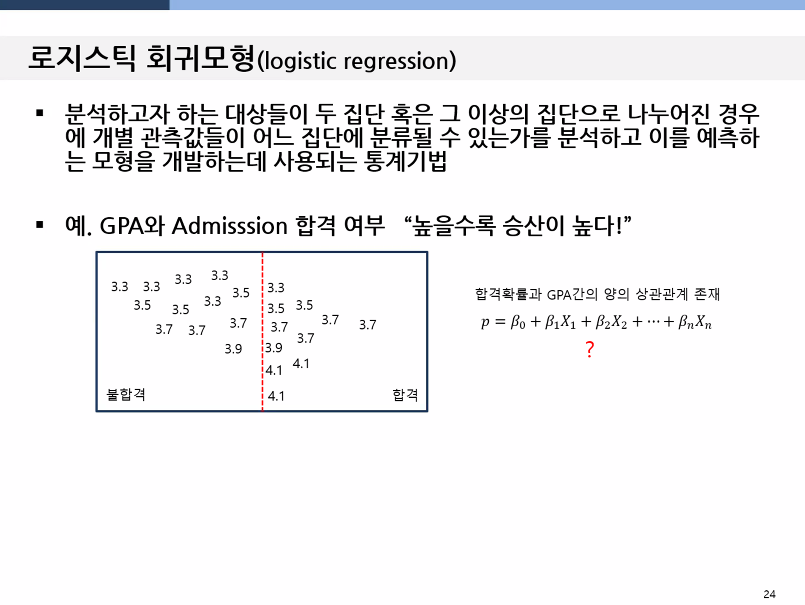 로지스틱 회귀모형(logistic regression)
▪ 분석하고자 하는 대상들이 두 집단 혹은 그 이상의 집단으로 나누어진 경우
에 개별 관측값들이 어느 집단에 분류될 수 있는가를 분석하고 이를 예측하
는 모형을 개발하는데 사용되는 통계기법
▪ 예. GPA와 Admisssion 합격 여부 “높을수록 승산이 높다!”
3.3 3.3 3.3 3.3
3.5 3.5 3.3 3.5
3.7 3.7 3.7
3.9
불합격
3.3
3.5 3.5
3.7 3.7 3.7
3.9 3.7
4.1 4.1
4.1
합격
합격확률과 GPA간의 양의 상관관계 존재
𝑝 = 𝛽₀ + 𝛽₁𝑋₁ + 𝛽₂𝑋₂ + ⋯ + 𝛽ₙ𝑋ₙ
?
24